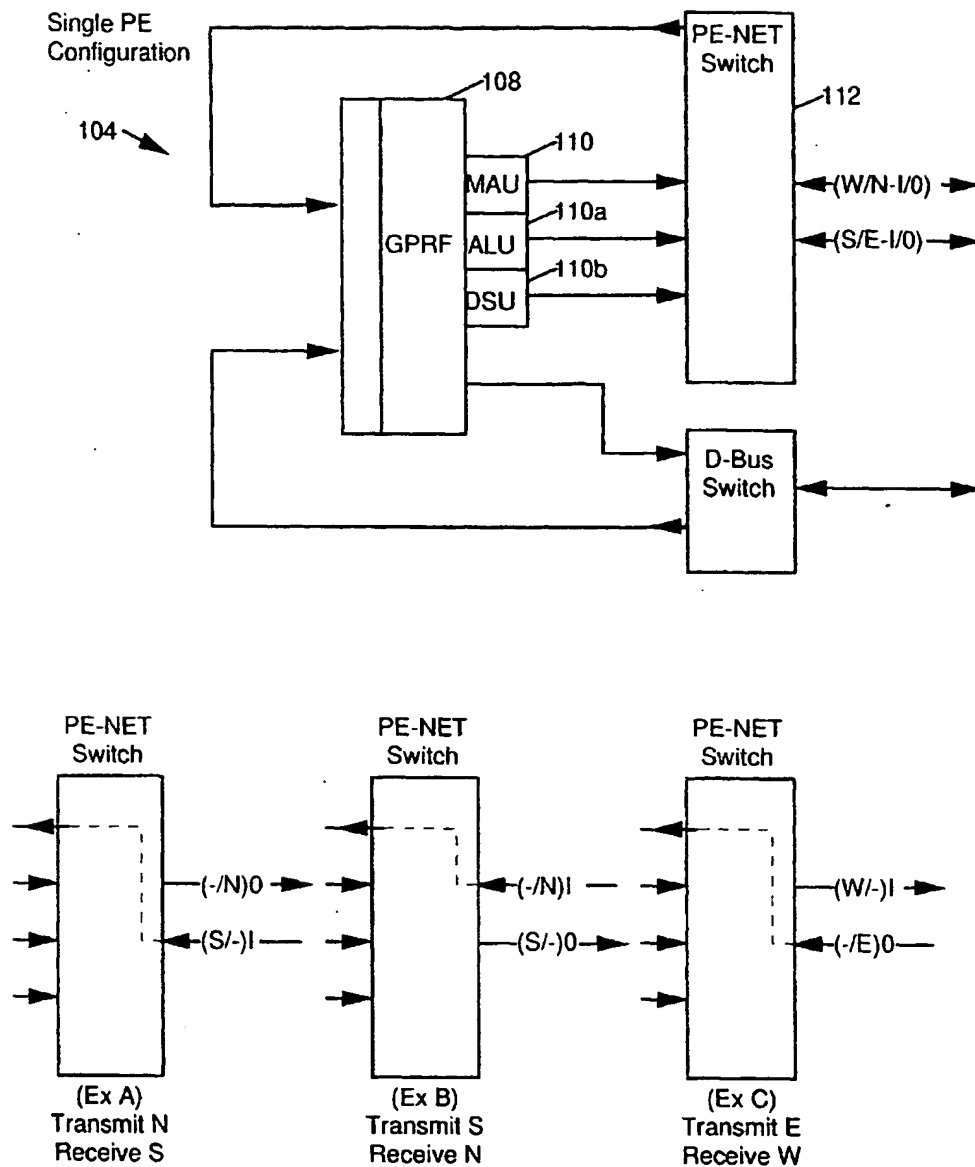 Single PE
Configuration
PE-NET
Switch
108
112
104
110
MAU
(W/N-I/0)
110a
GPRF
ALU
(S/E-I/0)
110b
DSU
D-Bus
Switch
PE-NET
Switch
PE-NET
Switch
PE-NET
Switch
(-/N)0
(-/N)I
(W/-)I
(S/-)I
(S/-)0
(-/E)0
(Ex A)
Transmit N
Receive S
(Ex B)
Transmit S
Receive N
(Ex C)
Transmit E
Receive W